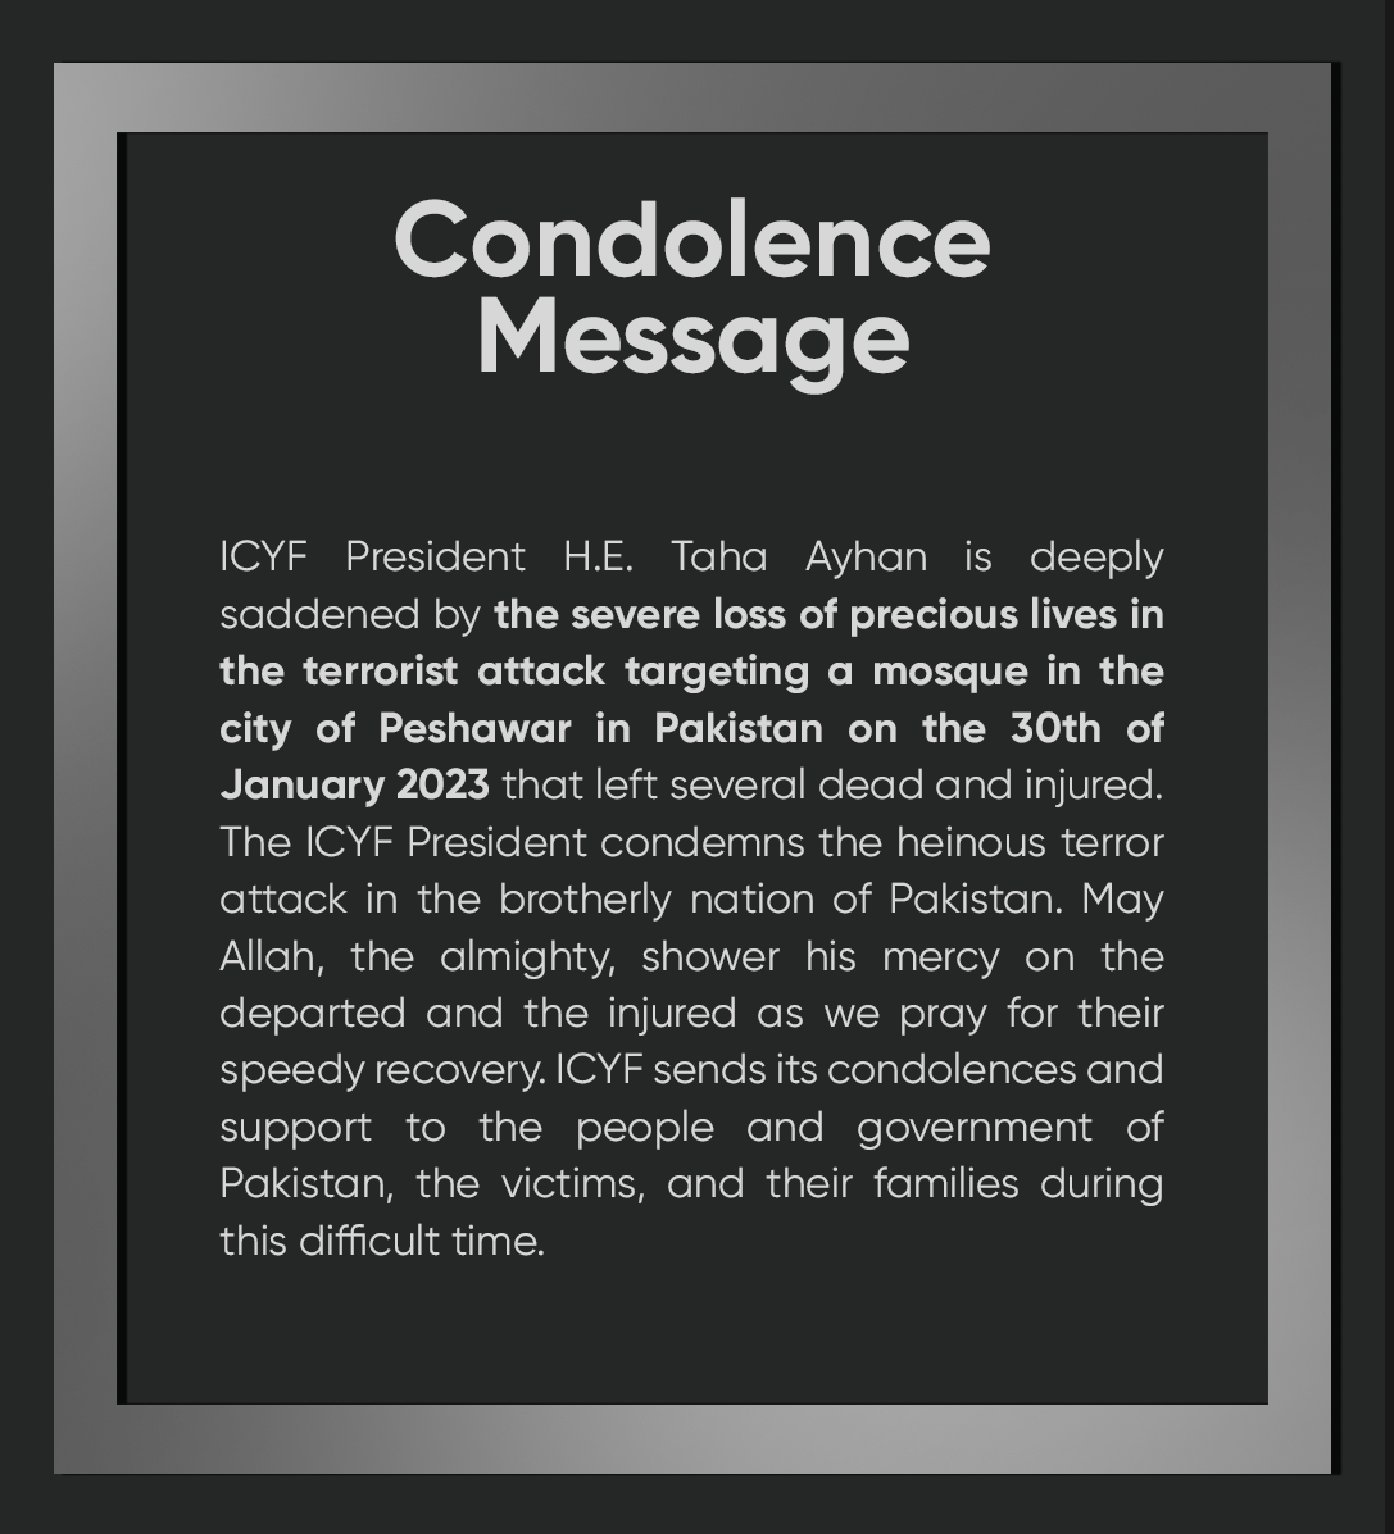 Condolence
Message
ICYF President H.E. Taha Ayhan is deeply
saddened by the severe loss of precious lives in
the terrorist attack targeting a mosque in the
city of Peshawar in Pakistan on the 30th of
January 2023 that left several dead and injured.
The ICYF President condemns the heinous terror
attack in the brotherly nation of Pakistan. May
Allah, the almighty, shower his mercy on the
departed and the injured as we pray for their
speedy recovery. ICYF sends its condolences and
support to the people and government of
Pakistan, the victims, and their families during
this difficult time.